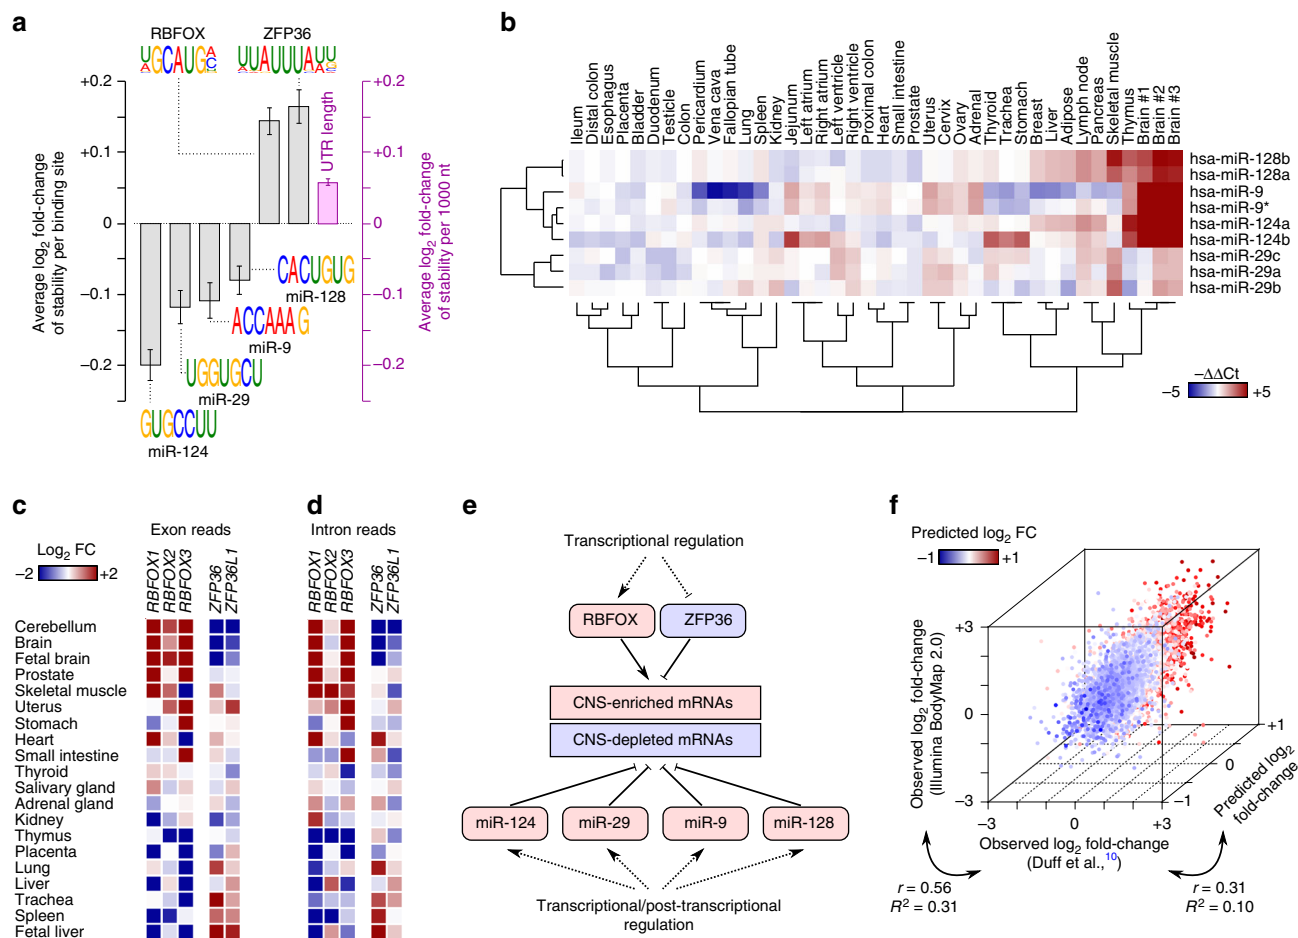 a
RBFOX
ZFP36
UGCAUGA
UUAUUUAUU
+0.2
+0.1
0
−0.1
−0.2
Average log2 fold-change
of stability per binding site
UTR length
+0.2
+0.1
0
−0.1
−0.2
Average log2 fold-change
of stability per 1000 nt
CACUGUG
miR-128
ACCAAAG
miR-9
UGGUGCU
miR-29
GUGCCUU
miR-124
b
Ileum
Distal colon
Esophagus
Placenta
Bladder
Duodenum
Testicle
Colon
Pericardium
Vena cava
Fallopian tube
Lung
Spleen
Kidney
Jejunum
Left atrium
Right atrium
Left ventricle
Right ventricle
Proximal colon
Heart
Small intestine
Prostate
Uterus
Cervix
Ovary
Adrenal
Thyroid
Trachea
Stomach
Breast
Liver
Adipose
Lymph node
Pancreas
Skeletal muscle
Thymus
Brain #1
Brain #2
Brain #3
hsa-miR-128b
hsa-miR-128a
hsa-miR-9
hsa-miR-9*
hsa-miR-124a
hsa-miR-124b
hsa-miR-29c
hsa-miR-29a
hsa-miR-29b
−ΔΔCt
−5 +5
c
Exon reads
Log2 FC
−2 +2
RBFOX1
RBFOX2
RBFOX3
ZFP36
ZFP36L1
Cerebellum
Brain
Fetal brain
Prostate
Skeletal muscle
Uterus
Stomach
Heart
Small intestine
Thyroid
Salivary gland
Adrenal gland
Kidney
Thymus
Placenta
Lung
Liver
Trachea
Spleen
Fetal liver
d
Intron reads
RBFOX1
RBFOX2
RBFOX3
ZFP36
ZFP36L1
e
Transcriptional regulation
RBFOX
ZFP36
CNS-enriched mRNAs
CNS-depleted mRNAs
miR-124
miR-29
miR-9
miR-128
Transcriptional/post-transcriptional
regulation
f
Predicted log2 FC
−1 +1
Observed log2 fold-change
(Illumina BodyMap 2.0)
+3
0
−3
−3
0
+3
Observed log2 fold-change
(Duff et al.,10)
+1
0
−1
Predicted log2
fold-change
r = 0.56
R2 = 0.31
r = 0.31
R2 = 0.10